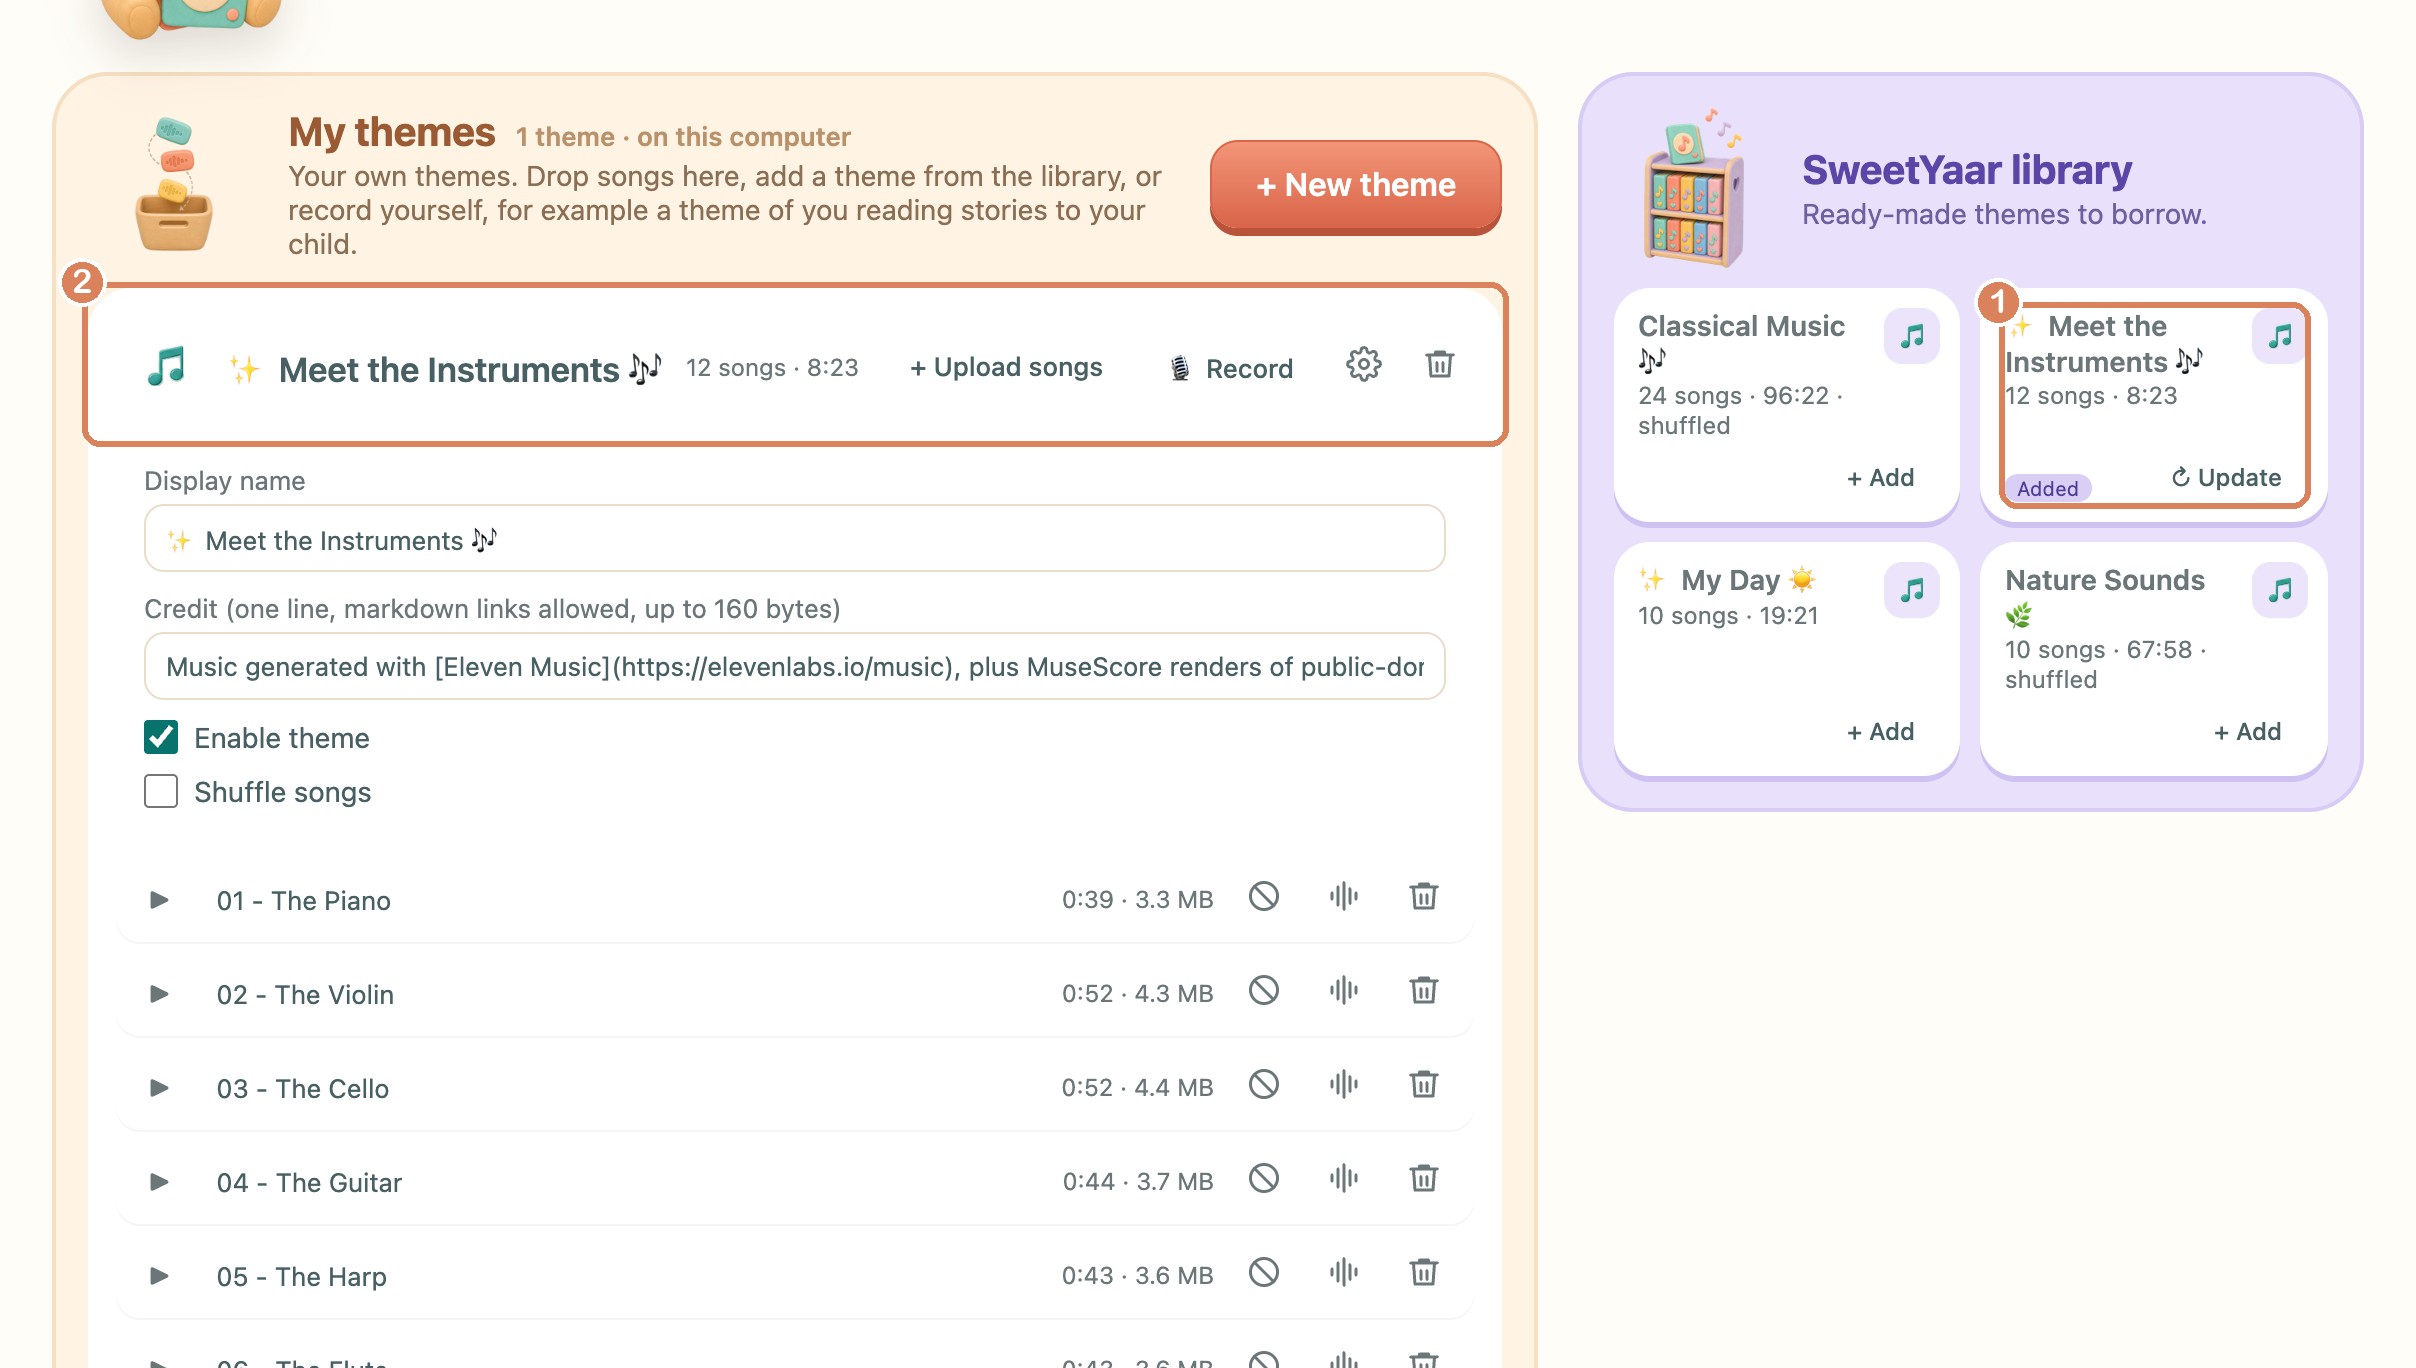 My themes 1 theme · on this computer
Your own themes. Drop songs here, add a theme from the library, or
record yourself, for example a theme of you reading stories to your
child.
+ New theme
2
✨ Meet the Instruments 🎶 12 songs · 8:23 + Upload songs 🎙️ Record
Display name
✨ Meet the Instruments 🎶
Credit (one line, markdown links allowed, up to 160 bytes)
Music generated with [Eleven Music](https://elevenlabs.io/music), plus MuseScore renders of public-dor
Enable theme
Shuffle songs
01 - The Piano 0:39 · 3.3 MB
02 - The Violin 0:52 · 4.3 MB
03 - The Cello 0:52 · 4.4 MB
04 - The Guitar 0:44 · 3.7 MB
05 - The Harp 0:43 · 3.6 MB
SweetYaar library
Ready-made themes to borrow.
Classical Music
🎶
24 songs · 96:22 ·
shuffled
+ Add
1
✨ Meet the
Instruments 🎶
12 songs · 8:23
Added ↻ Update
✨ My Day ☀️
10 songs · 19:21
+ Add
Nature Sounds
🌿
10 songs · 67:58 ·
shuffled
+ Add